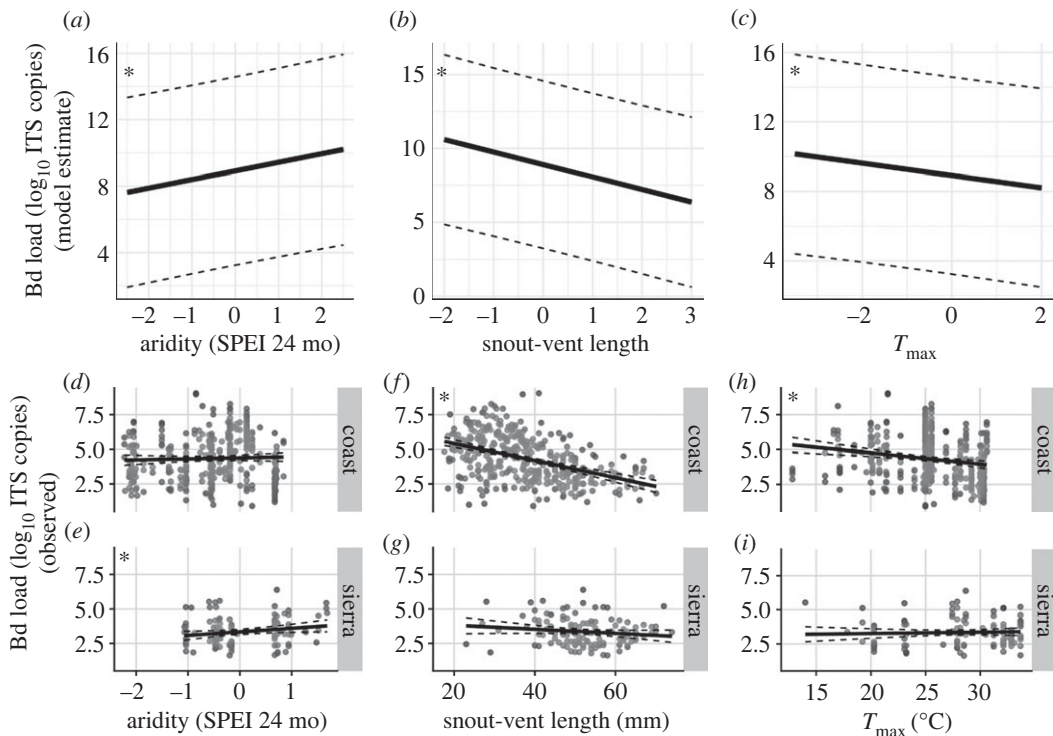 (a)
(b)
(c)
Bd load (log10 ITS copies)
(model estimate)
16
12
8
4
*
–2 –1 0 1 2
aridity (SPEI 24 mo)
15
10
5
0
*
–2 –1 0 1 2 3
snout-vent length
16
12
8
4
*
–2 0 2
Tmax
Bd load (log10 ITS copies)
(observed)
(d)
7.5
5.0
2.5
coast
(f)
*
coast
(h)
*
coast
(e)
*
7.5
5.0
2.5
sierra
–2 –1 0 1
aridity (SPEI 24 mo)
(g)
sierra
20 40 60
snout-vent length (mm)
(i)
sierra
15 20 25 30
Tmax (°C)